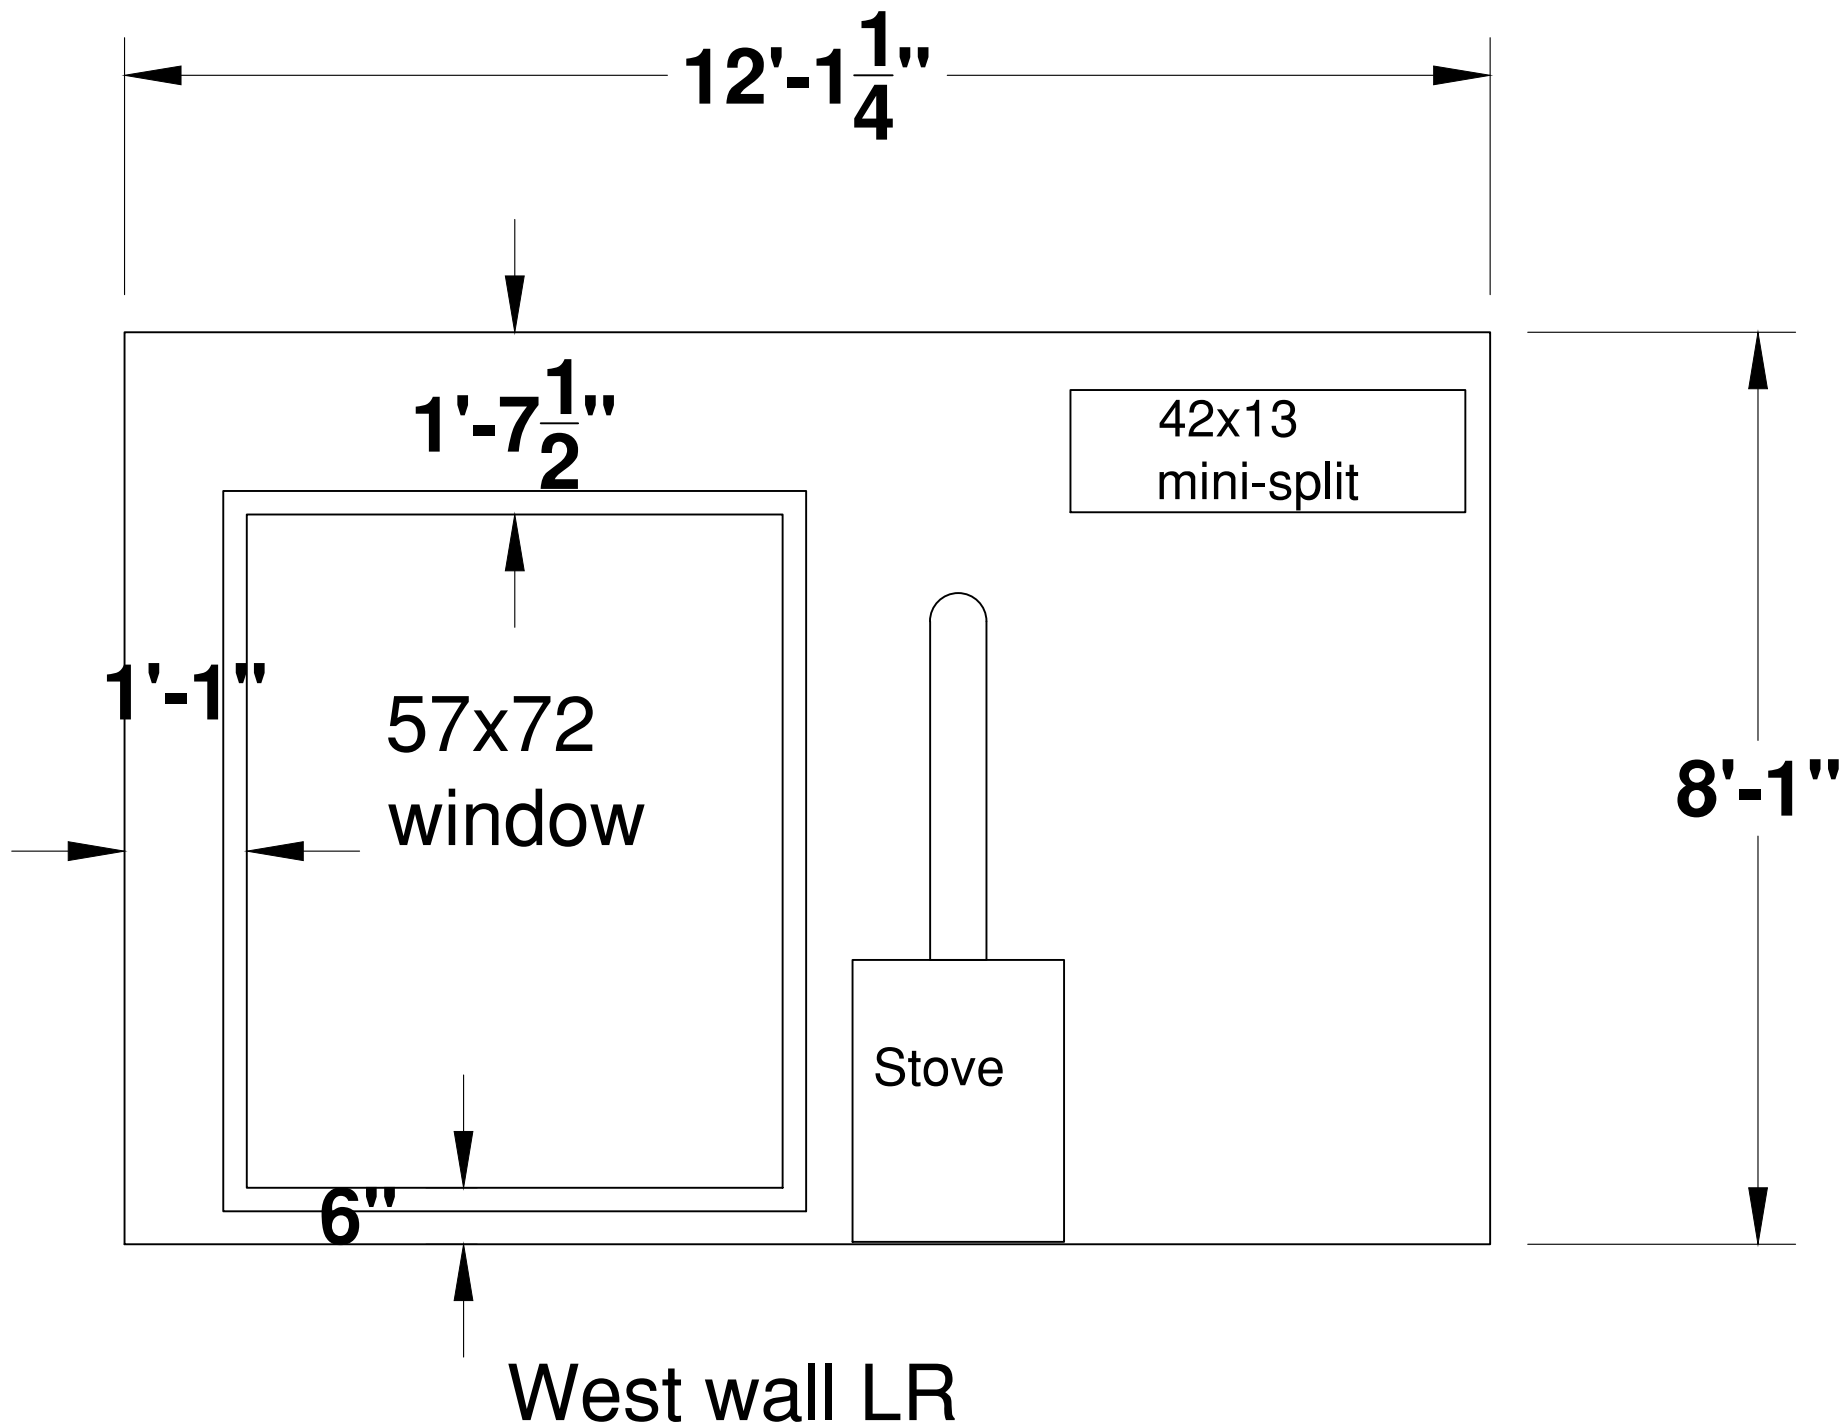 12'-1 1/4"
1'-7 1/2"
42x13
mini-split
1'-1"
57x72
window
8'-1"
Stove
6"
West wall LR